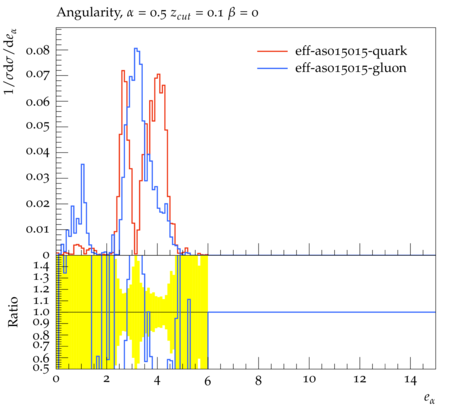 Angularity, α = 0.5 z_cut = 0.1 β = 0
1/σdσ/de_α
0.08
0.07
0.06
0.05
0.04
0.03
0.02
0.01
0
eff-as015015-quark
eff-as015015-gluon
Ratio
1.4
1.3
1.2
1.1
1.0
0.9
0.8
0.7
0.6
0.5
0 2 4 6 8 10 12 14
e_α